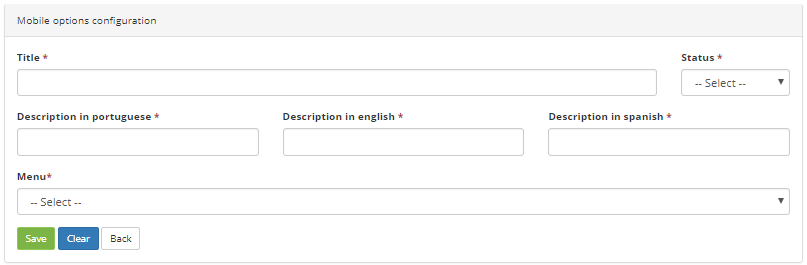 Mobile options configuration
Title *
Status *
-- Select --
Description in portuguese *
Description in english *
Description in spanish *
Menu*
-- Select --
Save
Clear
Back